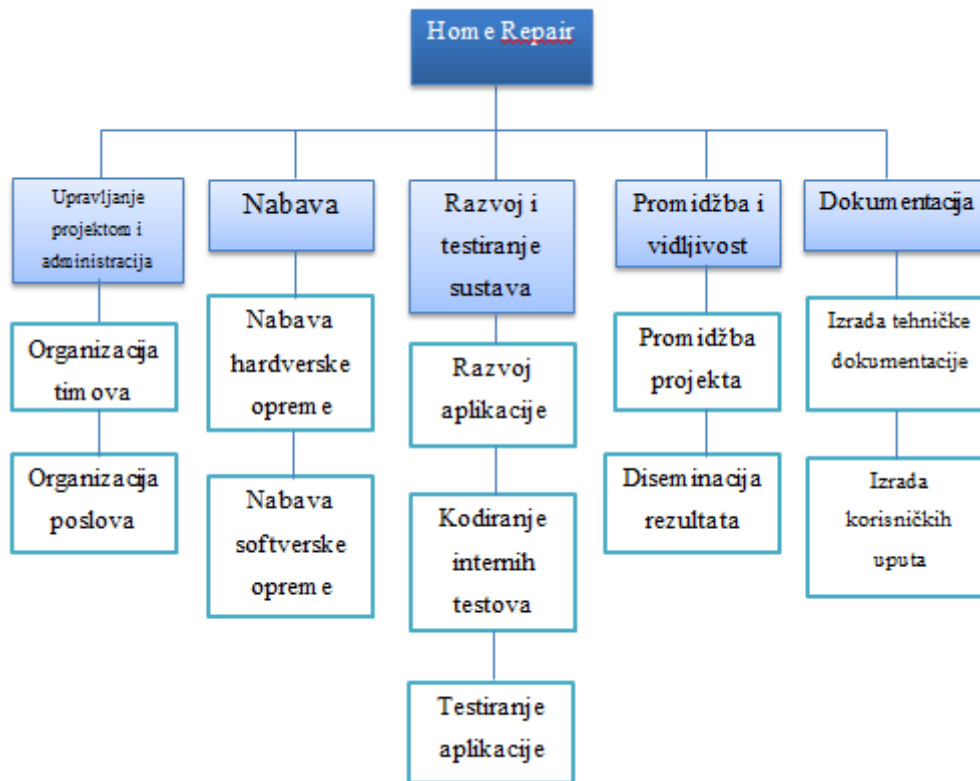 Home Repair
Upravljanje
projektom i
administracija
Organizacija
timova
Organizacija
poslova
Nabava
Nabava
hardverske
opreme
Nabava
softverske
opreme
Razvoj i
testiranje
sustava
Razvoj
aplikacije
Kodiranje
internih
testova
Testiranje
aplikacije
Promidžba i
vidljivost
Promidžba
projekta
Diseminacija
rezultata
Dokumentacija
Izrada tehničke
dokumentacije
Izrada
korisničkih
uputa